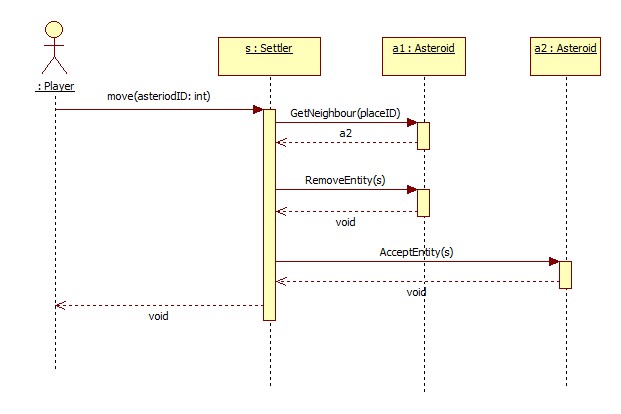 s : Settler
a1 : Asteroid
a2 : Asteroid
: Player
move(asteriodID: int)
GetNeighbour(placeID)
a2
RemoveEntity(s)
void
AcceptEntity(s)
void
void